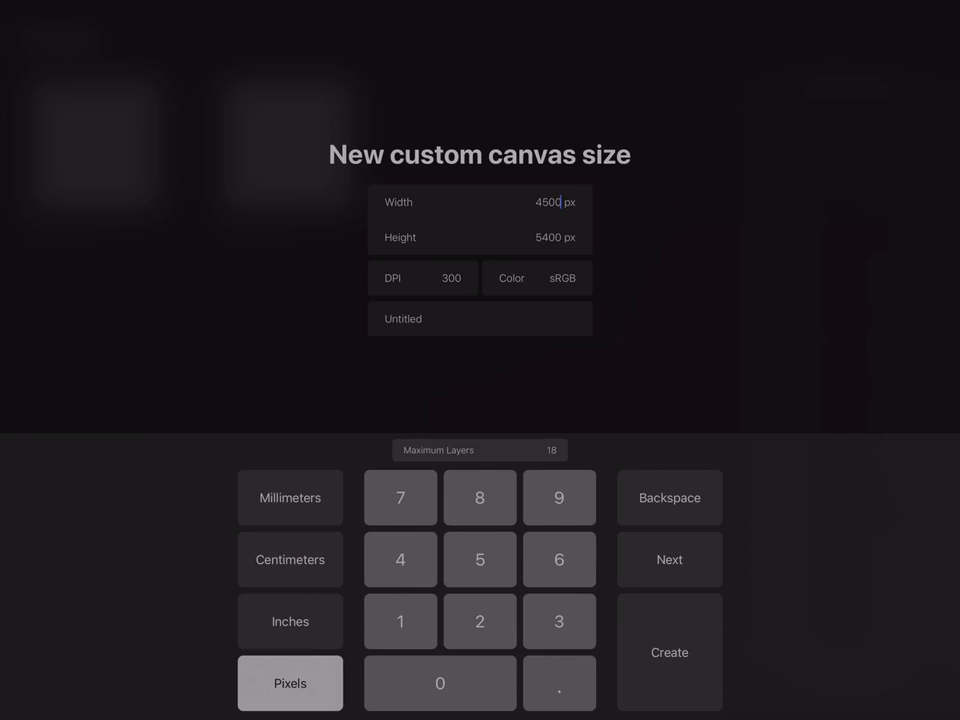 New custom canvas size
Width 4500 px
Height 5400 px
DPI 300 Color sRGB
Untitled
Maximum Layers 18
Millimeters 7 8 9 Backspace
Centimeters 4 5 6 Next
Inches 1 2 3
Create
Pixels 0 .